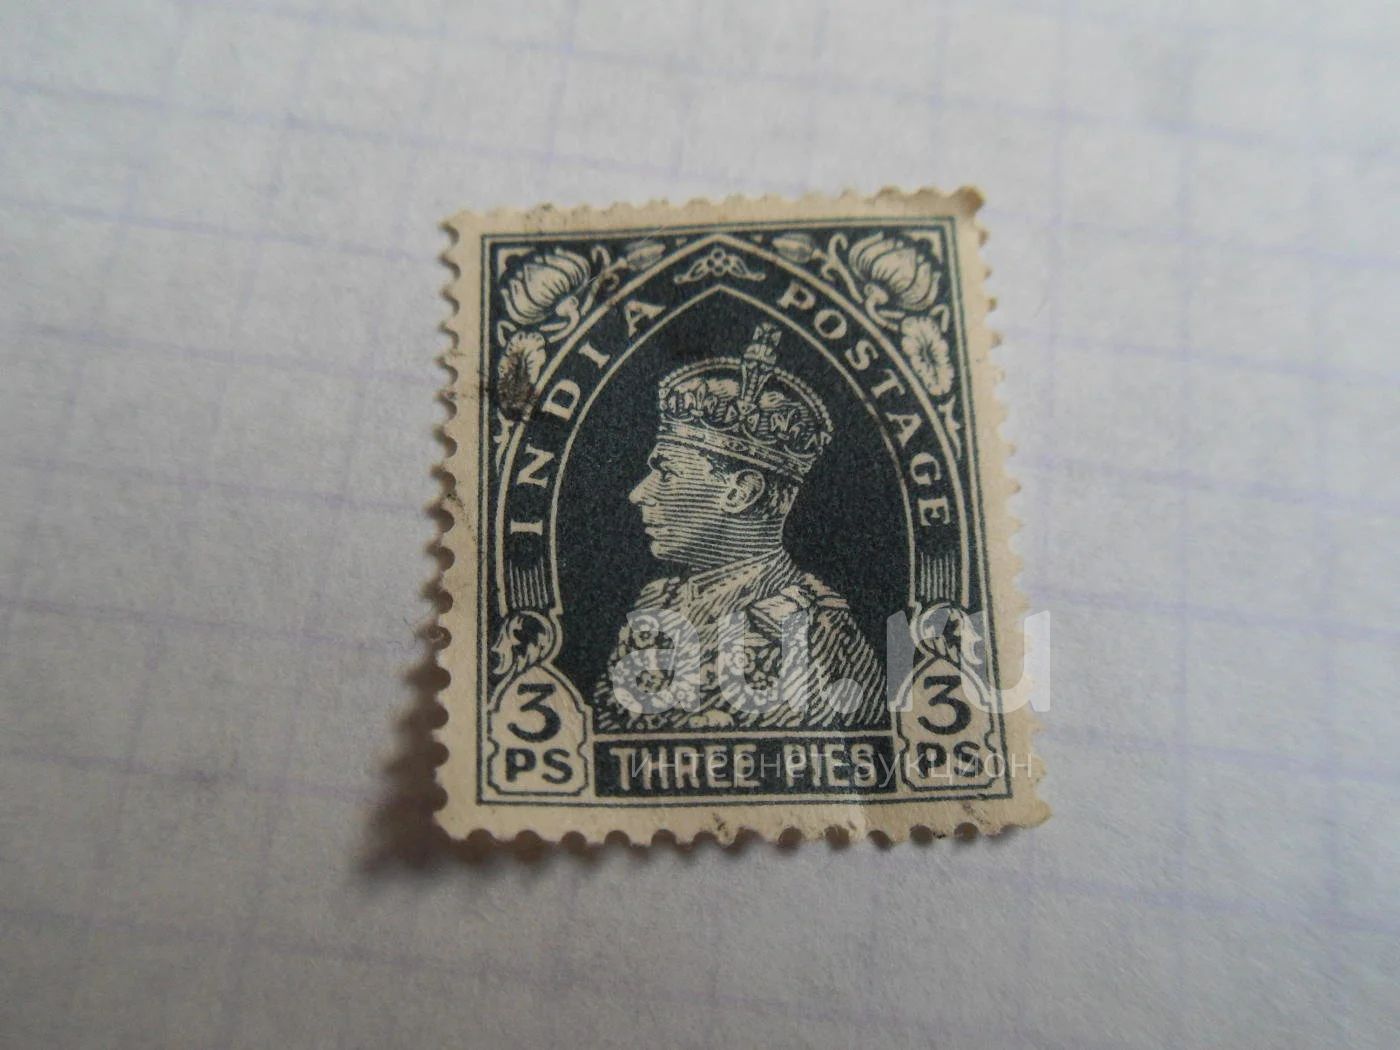 INDIA POSTAGE
au.ru
интернет-аукцион
3 PS
THREE PIES
3 PS